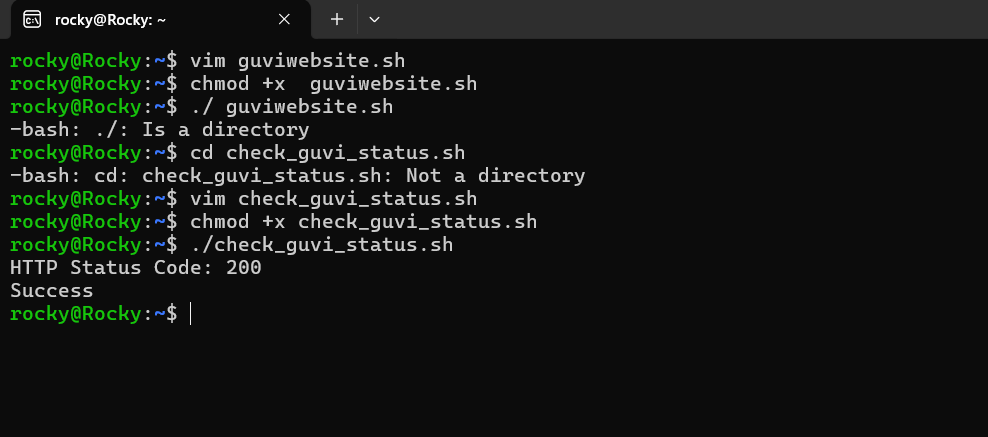 rocky@Rocky: ~
rocky@Rocky:~$ vim guviwebsite.sh
rocky@Rocky:~$ chmod +x  guviwebsite.sh
rocky@Rocky:~$ ./ guviwebsite.sh
-bash: ./: Is a directory
rocky@Rocky:~$ cd check_guvi_status.sh
-bash: cd: check_guvi_status.sh: Not a directory
rocky@Rocky:~$ vim check_guvi_status.sh
rocky@Rocky:~$ chmod +x check_guvi_status.sh
rocky@Rocky:~$ ./check_guvi_status.sh
HTTP Status Code: 200
Success
rocky@Rocky:~$